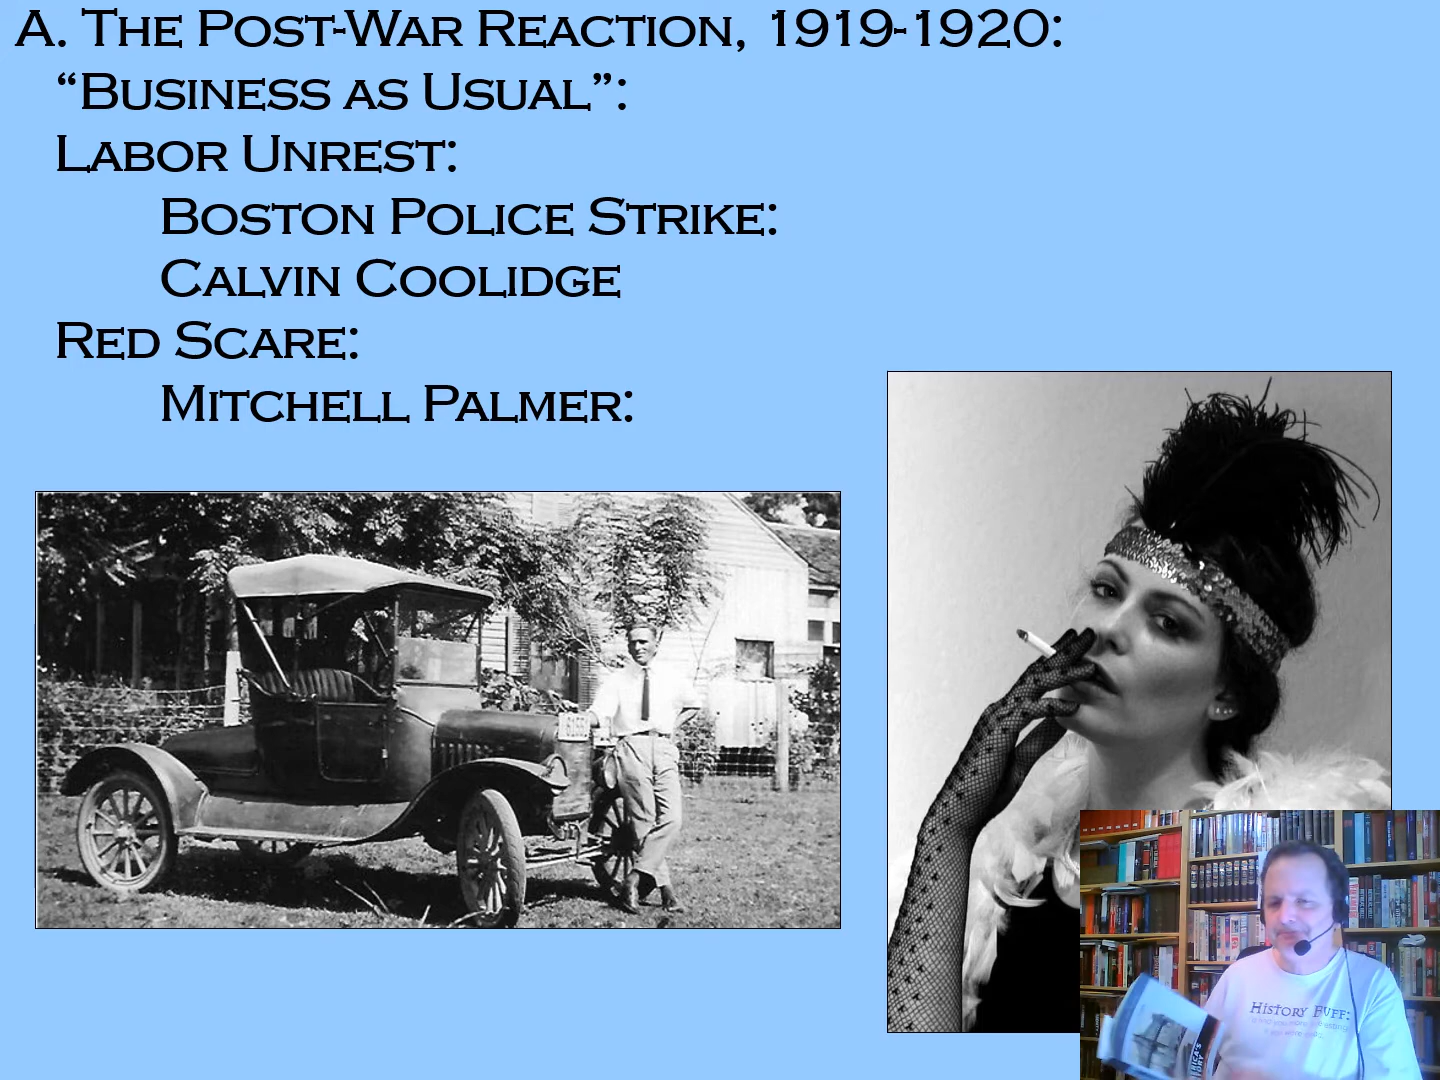 A. The Post-War Reaction, 1919-1920:
“Business as Usual”:
Labor Unrest:
Boston Police Strike:
Calvin Coolidge
Red Scare:
Mitchell Palmer:
History Buff: